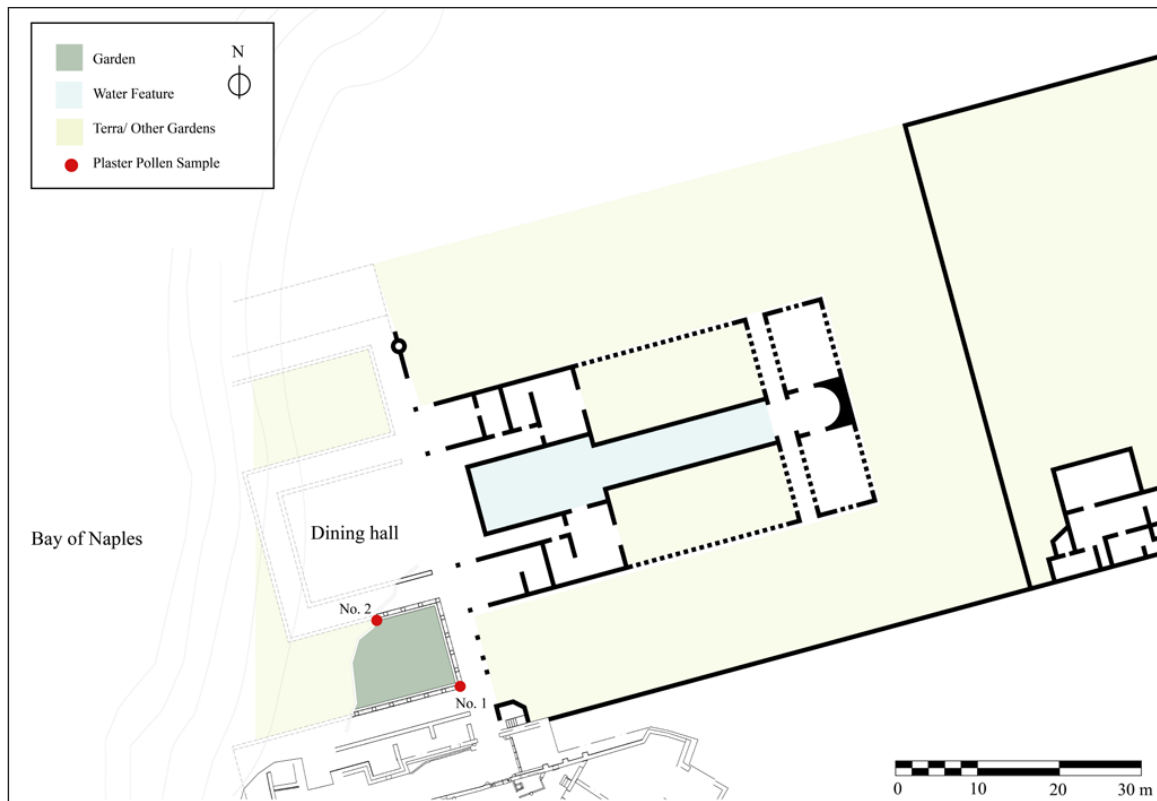 N
Garden
Water Feature
Terra/ Other Gardens
Plaster Pollen Sample
Bay of Naples
Dining hall
No. 2
No. 1
0 10 20 30 m